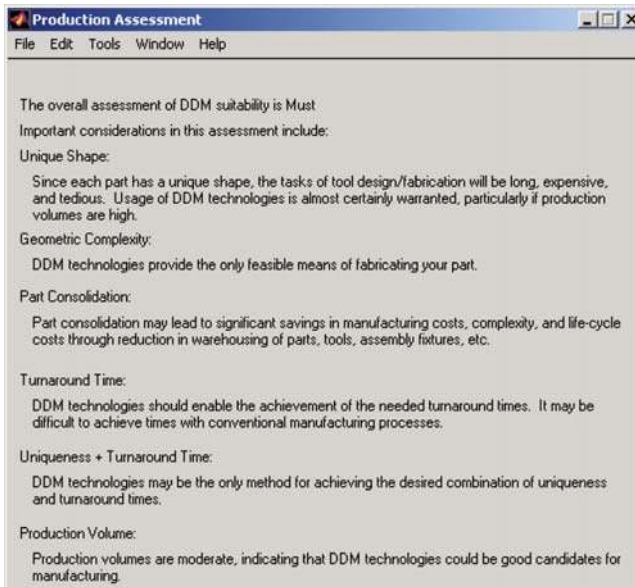 Production Assessment
File Edit Tools Window Help
The overall assessment of DDM suitability is Must
Important considerations in this assessment include:
Unique Shape:
Since each part has a unique shape, the tasks of tool design/fabrication will be long, expensive,
and tedious. Usage of DDM technologies is almost certainly warranted, particularly if production
volumes are high.
Geometric Complexity:
DDM technologies provide the only feasible means of fabricating your part.
Part Consolidation:
Part consolidation may lead to significant savings in manufacturing costs, complexity, and life-cycle
costs through reduction in warehousing of parts, tools, assembly fixtures, etc.
Turnaround Time:
DDM technologies should enable the achievement of the needed turnaround times. It may be
difficult to achieve times with conventional manufacturing processes.
Uniqueness + Turnaround Time:
DDM technologies may be the only method for achieving the desired combination of uniqueness
and turnaround times.
Production Volume:
Production volumes are moderate, indicating that DDM technologies could be good candidates for
manufacturing.